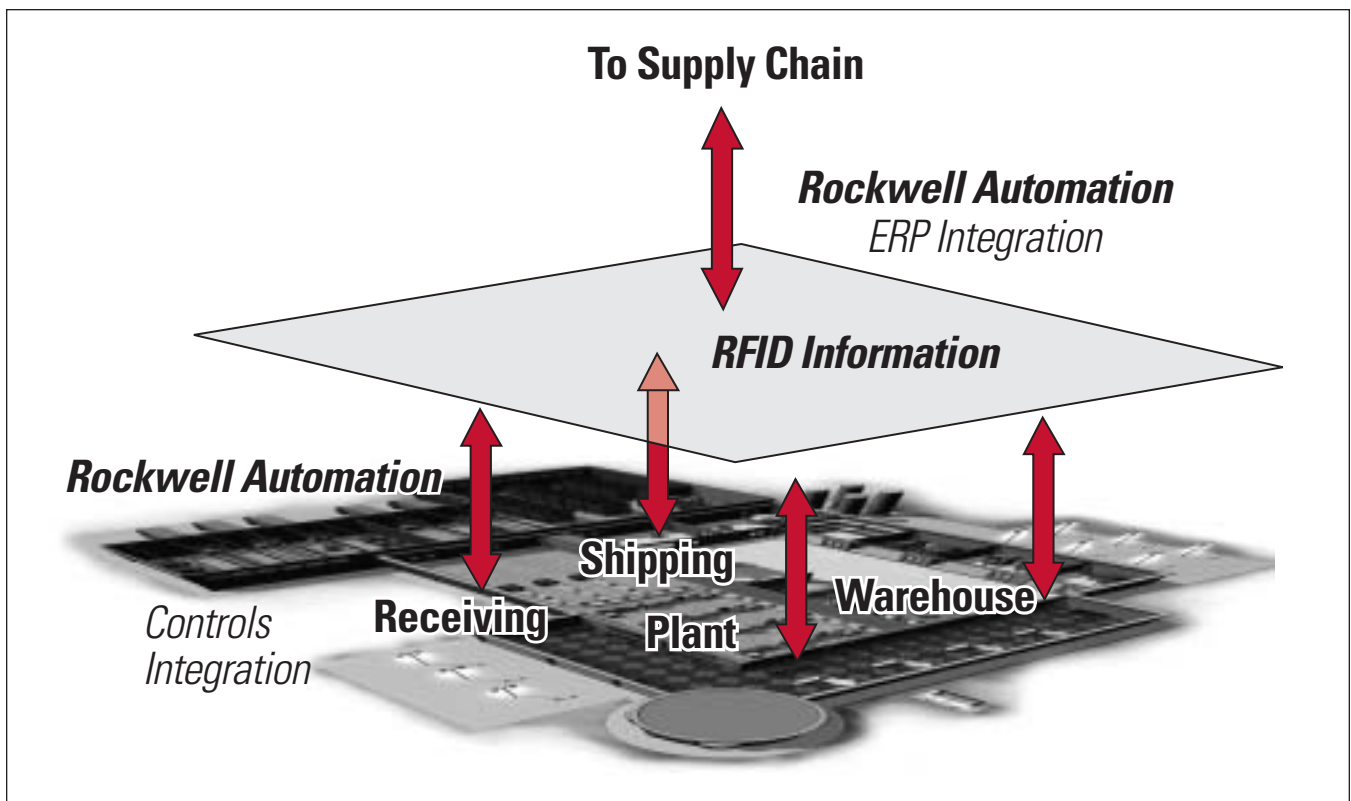 To Supply Chain
Rockwell Automation
ERP Integration
RFID Information
Rockwell Automation
Shipping
Receiving
Plant
Warehouse
Controls
Integration